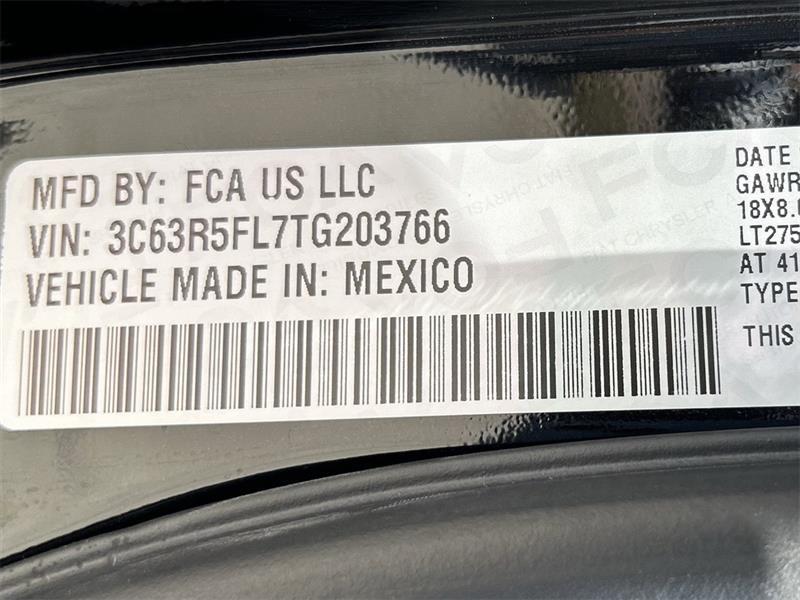 MFD BY: FCA US LLC
VIN: 3C63R5FL7TG203766
VEHICLE MADE IN: MEXICO
DATE
GAWR
18X8.
LT275
AT 41
TYPE
THIS